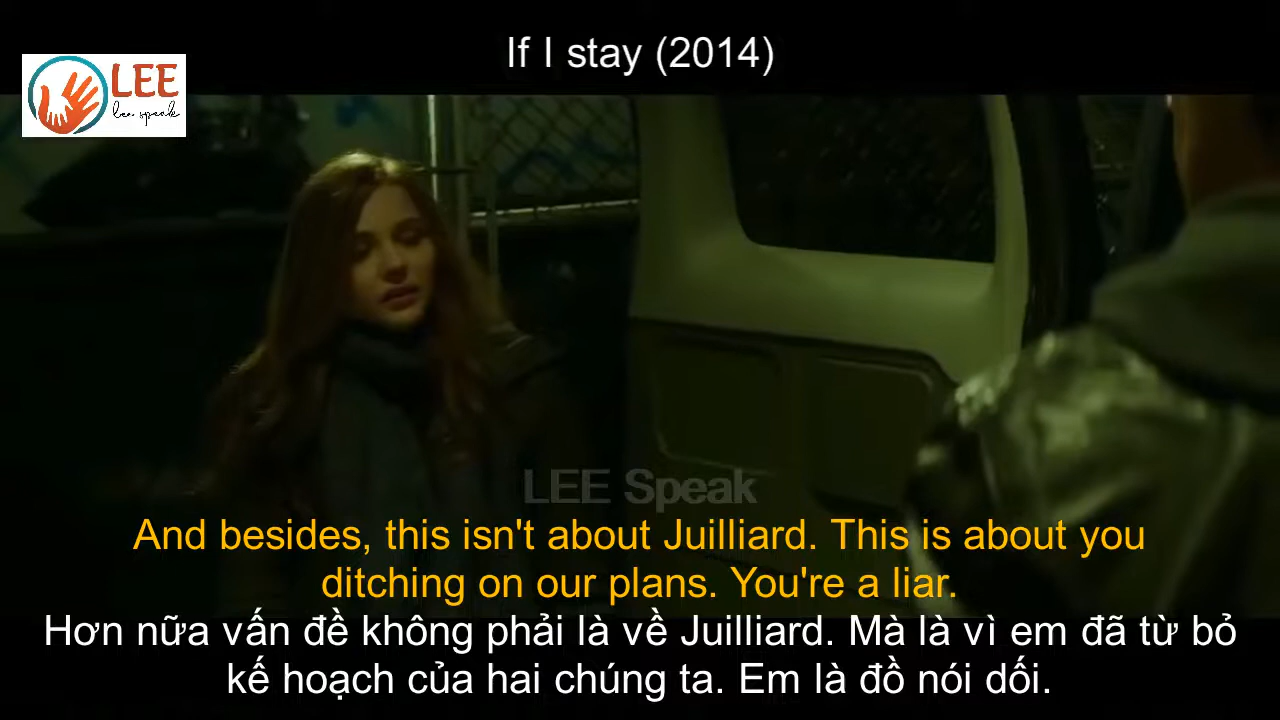 If I stay (2014)
LEE
lee speak
LEE Speak
And besides, this isn't about Juilliard. This is about you
ditching on our plans. You're a liar.
Hơn nữa vấn đề không phải là về Juilliard. Mà là vì em đã từ bỏ
kế hoạch của hai chúng ta. Em là đồ nói dối.